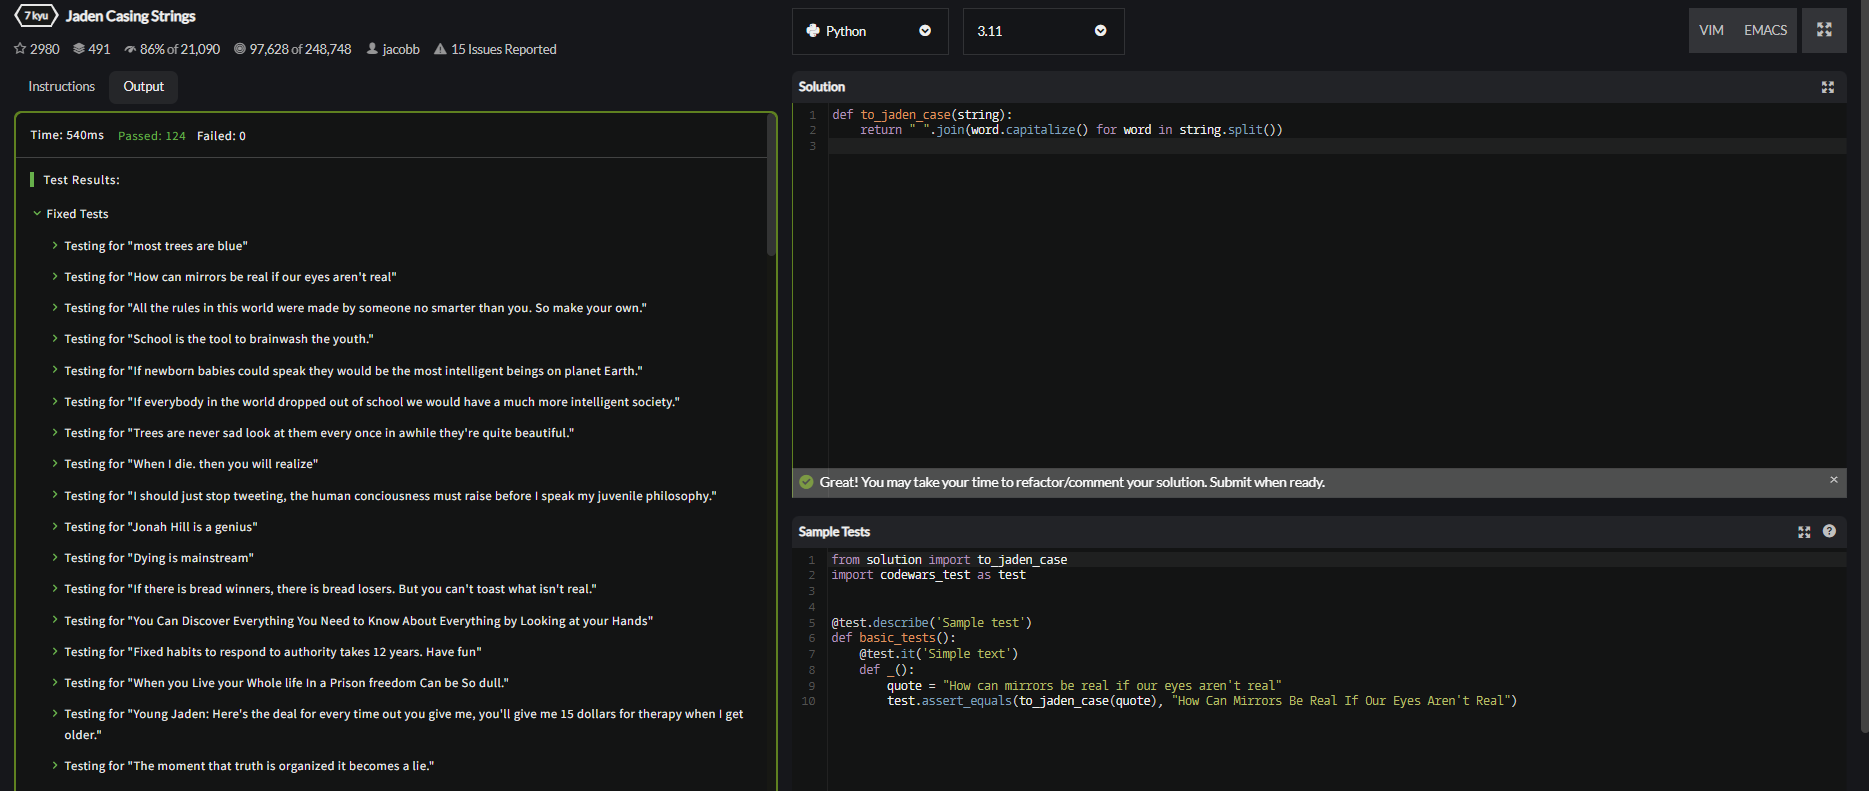 7 kyu Jaden Casing Strings
2980 491 86% of 21,090 97,628 of 248,748 jacobb 15 Issues Reported
Instructions Output
Time: 540ms Passed: 124 Failed: 0
Test Results:
Fixed Tests
Testing for "most trees are blue"
Testing for "How can mirrors be real if our eyes aren't real"
Testing for "All the rules in this world were made by someone no smarter than you. So make your own."
Testing for "School is the tool to brainwash the youth."
Testing for "If newborn babies could speak they would be the most intelligent beings on planet Earth."
Testing for "If everybody in the world dropped out of school we would have a much more intelligent society."
Testing for "Trees are never sad look at them every once in awhile they're quite beautiful."
Testing for "When I die. then you will realize"
Testing for "I should just stop tweeting, the human conciousness must raise before I speak my juvenile philosophy."
Testing for "Jonah Hill is a genius"
Testing for "Dying is mainstream"
Testing for "If there is bread winners, there is bread losers. But you can't toast what isn't real."
Testing for "You Can Discover Everything You Need to Know About Everything by Looking at your Hands"
Testing for "Fixed habits to respond to authority takes 12 years. Have fun"
Testing for "When you Live your Whole life In a Prison freedom Can be So dull."
Testing for "Young Jaden: Here's the deal for every time out you give me, you'll give me 15 dollars for therapy when I get
older."
Testing for "The moment that truth is organized it becomes a lie."
Python 3.11 VIM EMACS
Solution
1 def to_jaden_case(string):
2 return " ".join(word.capitalize() for word in string.split())
3
Great! You may take your time to refactor/comment your solution. Submit when ready. ×
Sample Tests ?
1 from solution import to_jaden_case
2 import codewars_test as test
3
4
5 @test.describe('Sample test')
6 def basic_tests():
7 @test.it('Simple text')
8 def _():
9 quote = "How can mirrors be real if our eyes aren't real"
10 test.assert_equals(to_jaden_case(quote), "How Can Mirrors Be Real If Our Eyes Aren't Real")